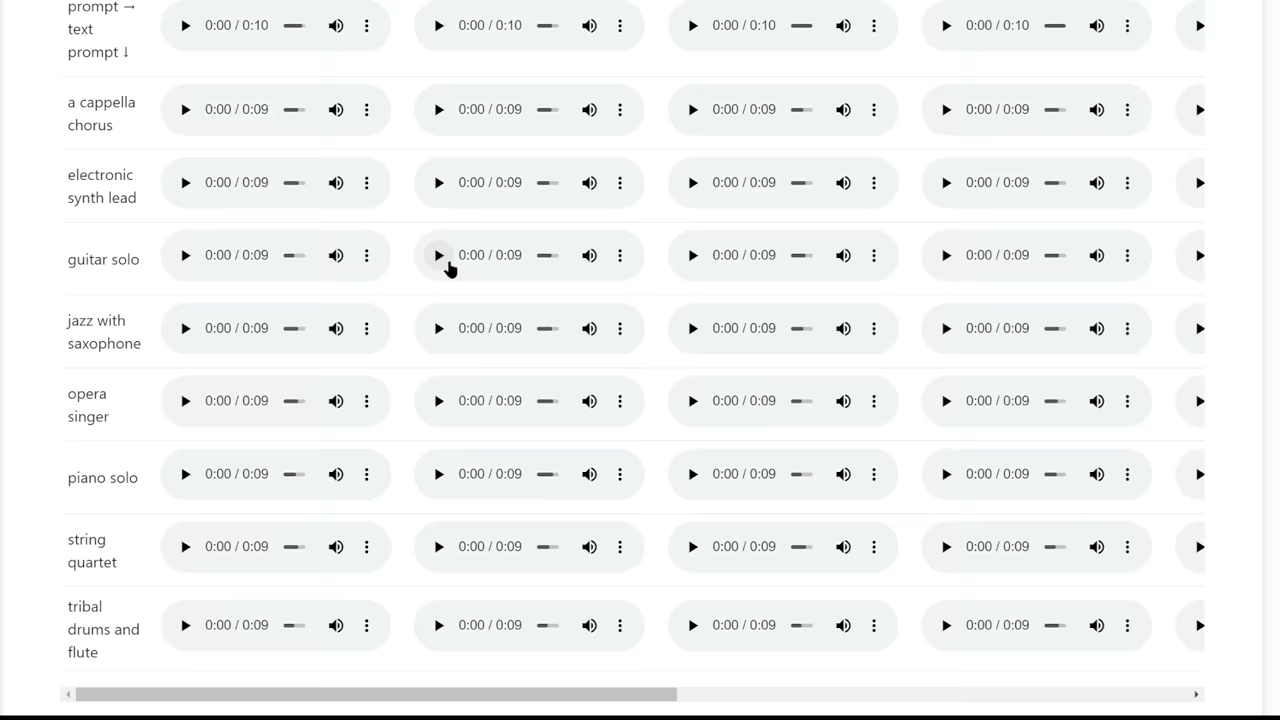 prompt →
text
prompt ↓
0:00 / 0:10 0:00 / 0:10 0:00 / 0:10 0:00 / 0:10
a cappella
chorus
0:00 / 0:09 0:00 / 0:09 0:00 / 0:09 0:00 / 0:09
electronic
synth lead
0:00 / 0:09 0:00 / 0:09 0:00 / 0:09 0:00 / 0:09
guitar solo
0:00 / 0:09 0:00 / 0:09 0:00 / 0:09 0:00 / 0:09
jazz with
saxophone
0:00 / 0:09 0:00 / 0:09 0:00 / 0:09 0:00 / 0:09
opera
singer
0:00 / 0:09 0:00 / 0:09 0:00 / 0:09 0:00 / 0:09
piano solo
0:00 / 0:09 0:00 / 0:09 0:00 / 0:09 0:00 / 0:09
string
quartet
0:00 / 0:09 0:00 / 0:09 0:00 / 0:09 0:00 / 0:09
tribal
drums and
flute
0:00 / 0:09 0:00 / 0:09 0:00 / 0:09 0:00 / 0:09